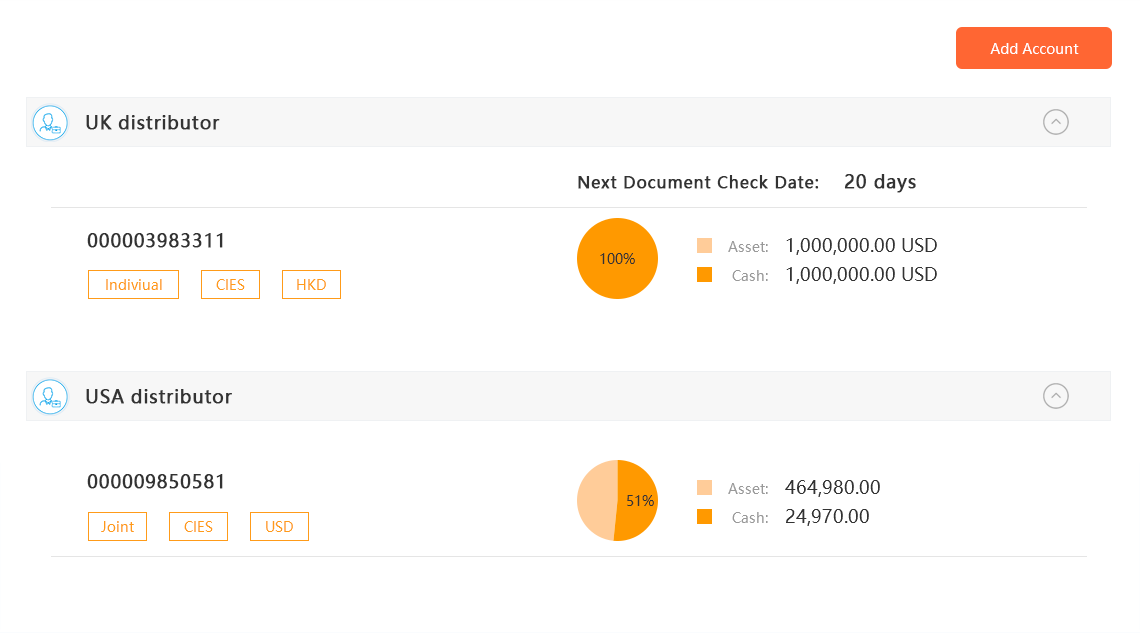 Add Account
UK distributor
Next Document Check Date: 20 days
000003983311
Indiviual CIES HKD
100%
Asset: 1,000,000.00 USD
Cash: 1,000,000.00 USD
USA distributor
000009850581
Joint CIES USD
51%
Asset: 464,980.00
Cash: 24,970.00